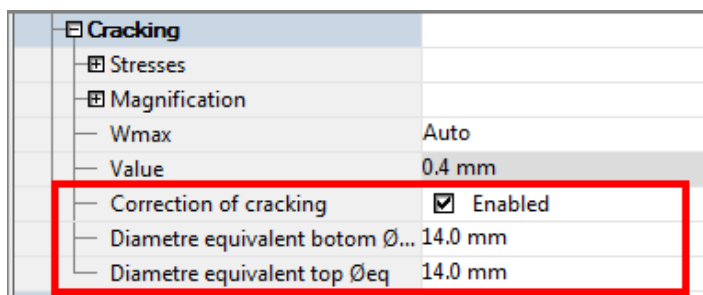 Cracking
Stresses
Magnification
Wmax Auto
Value 0.4 mm
Correction of cracking Enabled
Diametre equivalent botom Ø... 14.0 mm
Diametre equivalent top Øeq 14.0 mm